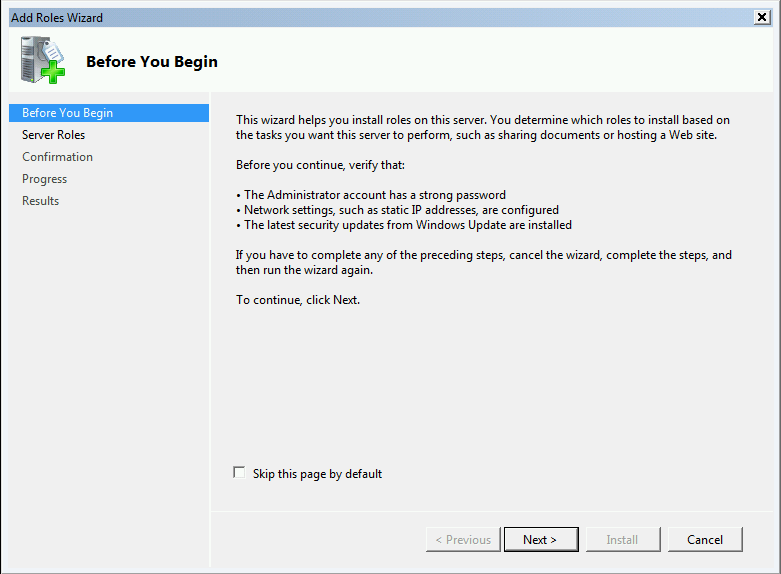 Add Roles Wizard
Before You Begin
Before You Begin
Server Roles
Confirmation
Progress
Results
This wizard helps you install roles on this server. You determine which roles to install based on
the tasks you want this server to perform, such as sharing documents or hosting a Web site.
Before you continue, verify that:
• The Administrator account has a strong password
• Network settings, such as static IP addresses, are configured
• The latest security updates from Windows Update are installed
If you have to complete any of the preceding steps, cancel the wizard, complete the steps, and
then run the wizard again.
To continue, click Next.
Skip this page by default
< Previous
Next >
Install
Cancel